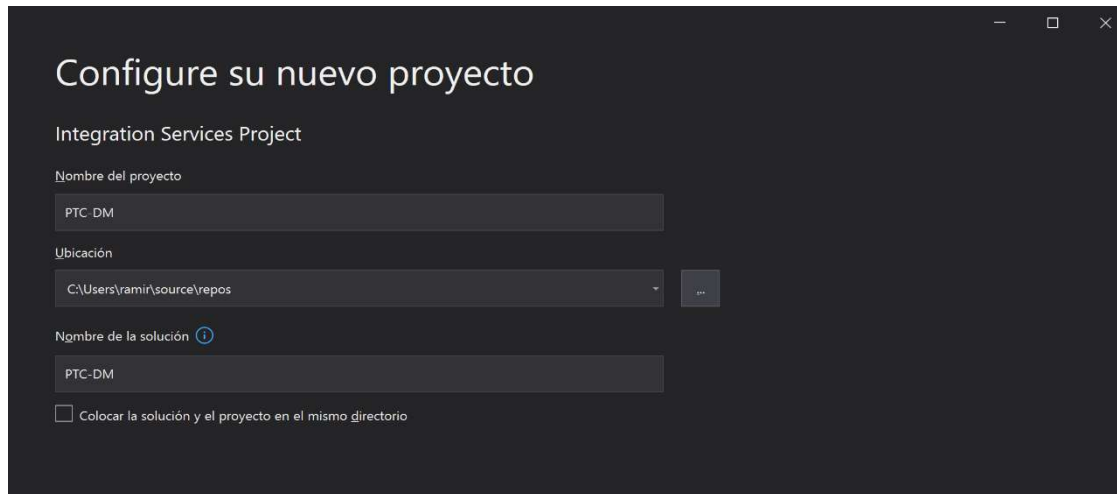 Configure su nuevo proyecto
Integration Services Project
Nombre del proyecto
PTC-DM
Ubicación
C:\Users\ramir\source\repos
...
Nombre de la solución
PTC-DM
Colocar la solución y el proyecto en el mismo directorio